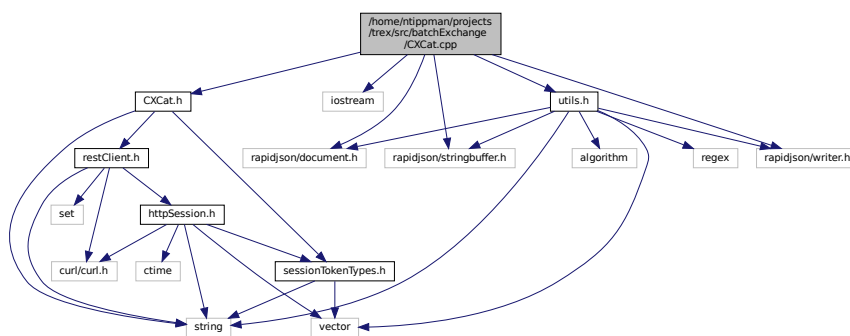 /home/ntippman/projects
/trex/src/batchExchange
/CXCat.cpp
CXCat.h
iostream
utils.h
restClient.h
rapidjson/document.h
rapidjson/stringbuffer.h
algorithm
regex
rapidjson/writer.h
set
httpSession.h
curl/curl.h
ctime
sessionTokenTypes.h
string
vector